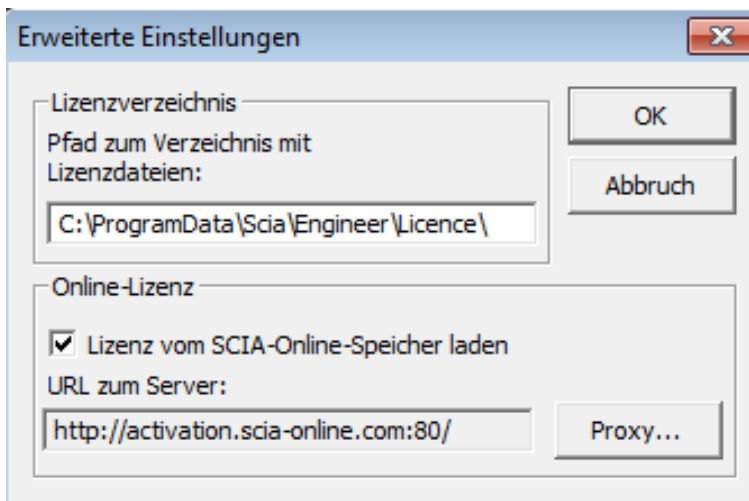 Erweiterte Einstellungen
Lizenzverzeichnis
Pfad zum Verzeichnis mit
Lizenzdateien:
C:\ProgramData\Scia\Engineer\Licence\
OK
Abbruch
Online-Lizenz
Lizenz vom SCIA-Online-Speicher laden
URL zum Server:
http://activation.scia-online.com:80/
Proxy...